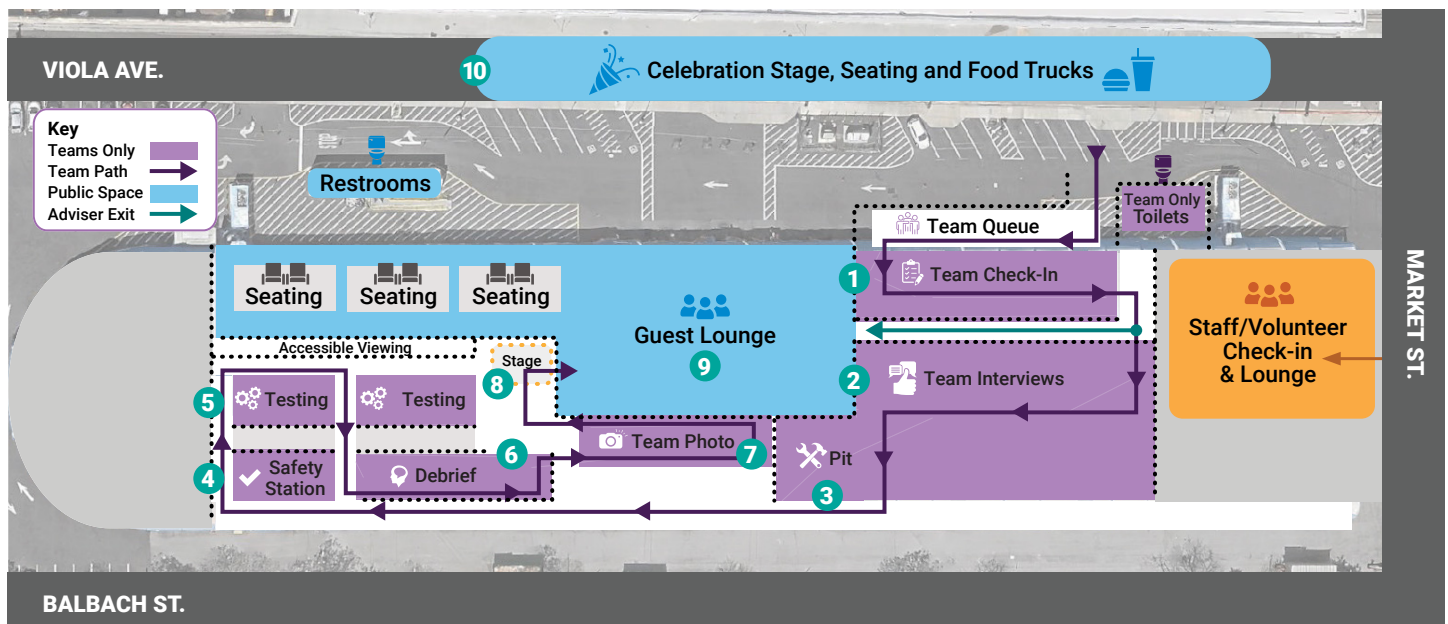 VIOLA AVE.
10
Celebration Stage, Seating and Food Trucks
Key
Teams Only
Team Path
Public Space
Adviser Exit
Restrooms
Team Only
Toilets
Team Queue
1
Team Check-In
Seating
Seating
Seating
Guest Lounge
9
Staff/Volunteer
Check-in
& Lounge
MARKET ST.
Accessible Viewing
Stage
8
2
Team Interviews
5
Testing
Testing
6
Team Photo
7
Pit
3
4
Safety
Station
Debrief
BALBACH ST.